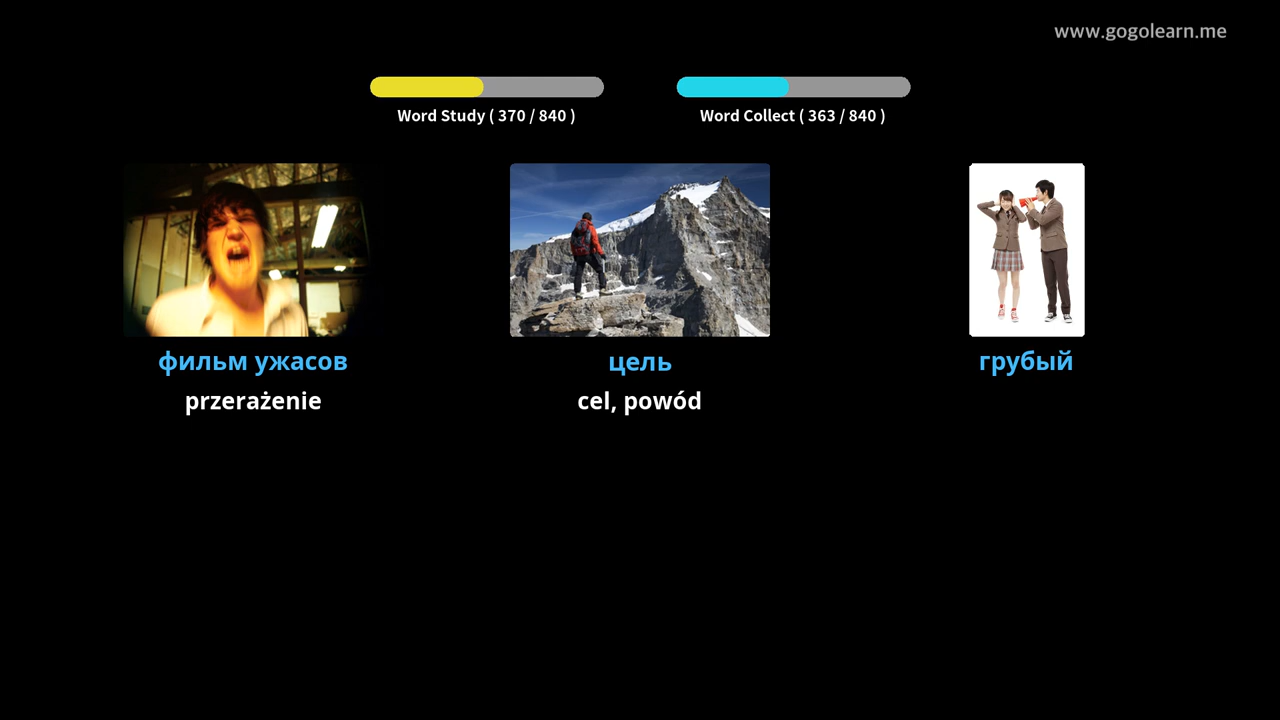 www.gogolearn.me
Word Study ( 370 / 840 )
Word Collect ( 363 / 840 )
фильм ужасов
цель
грубый
przerażenie
cel, powód